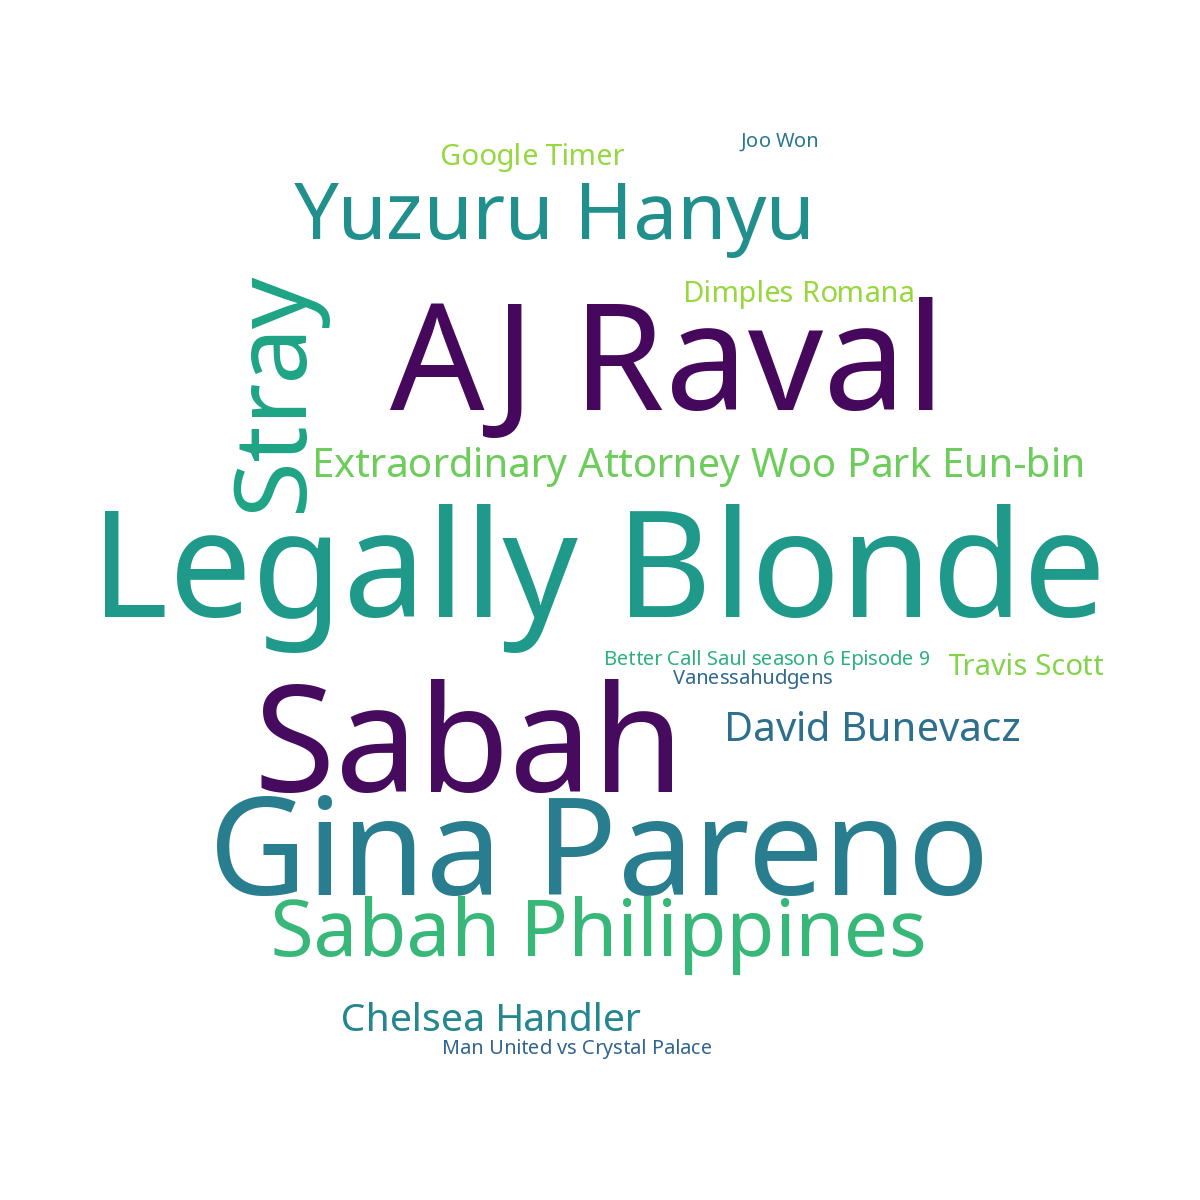 Joo Won
Google Timer
Yuzuru Hanyu
Dimples Romana
AJ Raval
Stray
Extraordinary Attorney Woo Park Eun-bin
Legally Blonde
Better Call Saul season 6 Episode 9
Travis Scott
Vanessahudgens
Sabah
David Bunevacz
Gina Pareno
Sabah Philippines
Chelsea Handler
Man United vs Crystal Palace